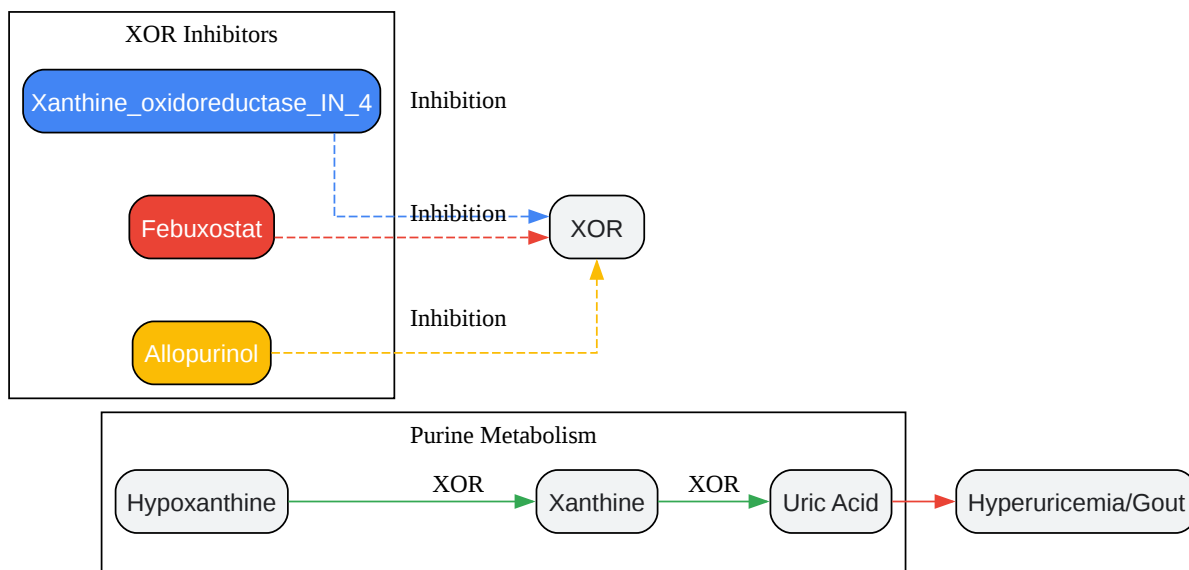 XOR Inhibitors
Xanthine_oxidoreductase_IN_4
Inhibition
Febuxostat
Inhibition
XOR
Allopurinol
Inhibition
Purine Metabolism
Hypoxanthine
XOR
Xanthine
XOR
Uric Acid
Hyperuricemia/Gout